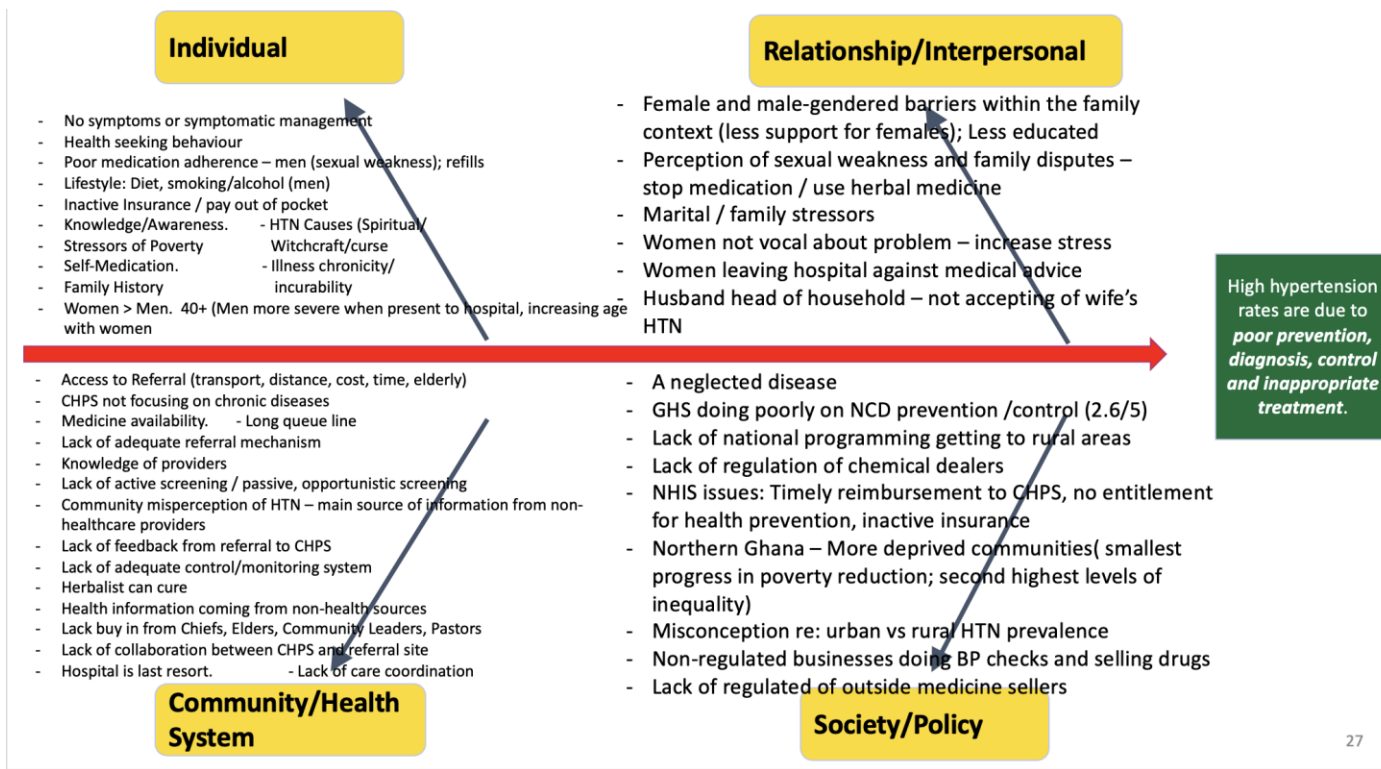 Individual
- No symptoms or symptomatic management
- Health seeking behaviour
- Poor medication adherence – men (sexual weakness); refills
- Lifestyle: Diet, smoking/alcohol (men)
- Inactive Insurance / pay out of pocket
- Knowledge/Awareness. - HTN Causes (Spiritual/
- Stressors of Poverty Witchcraft/curse
- Self-Medication. - Illness chronicity/
- Family History incurability
- Women > Men. 40+ (Men more severe when present to hospital, increasing age
with women
Relationship/Interpersonal
- Female and male-gendered barriers within the family
context (less support for females); Less educated
- Perception of sexual weakness and family disputes –
stop medication / use herbal medicine
- Marital / family stressors
- Women not vocal about problem – increase stress
- Women leaving hospital against medical advice
- Husband head of household – not accepting of wife's
HTN
High hypertension
rates are due to
poor prevention,
diagnosis, control
and inappropriate
treatment.
- Access to Referral (transport, distance, cost, time, elderly)
- CHPS not focusing on chronic diseases
- Medicine availability. - Long queue line
- Lack of adequate referral mechanism
- Knowledge of providers
- Lack of active screening / passive, opportunistic screening
- Community misperception of HTN – main source of information from non-
healthcare providers
- Lack of feedback from referral to CHPS
- Lack of adequate control/monitoring system
- Herbalist can cure
- Health information coming from non-health sources
- Lack buy in from Chiefs, Elders, Community Leaders, Pastors
- Lack of collaboration between CHPS and referral site
- Hospital is last resort. - Lack of care coordination
Community/Health
System
- A neglected disease
- GHS doing poorly on NCD prevention /control (2.6/5)
- Lack of national programming getting to rural areas
- Lack of regulation of chemical dealers
- NHIS issues: Timely reimbursement to CHPS, no entitlement
for health prevention, inactive insurance
- Northern Ghana – More deprived communities( smallest
progress in poverty reduction; second highest levels of
inequality)
- Misconception re: urban vs rural HTN prevalence
- Non-regulated businesses doing BP checks and selling drugs
- Lack of regulated of outside medicine sellers
Society/Policy
27